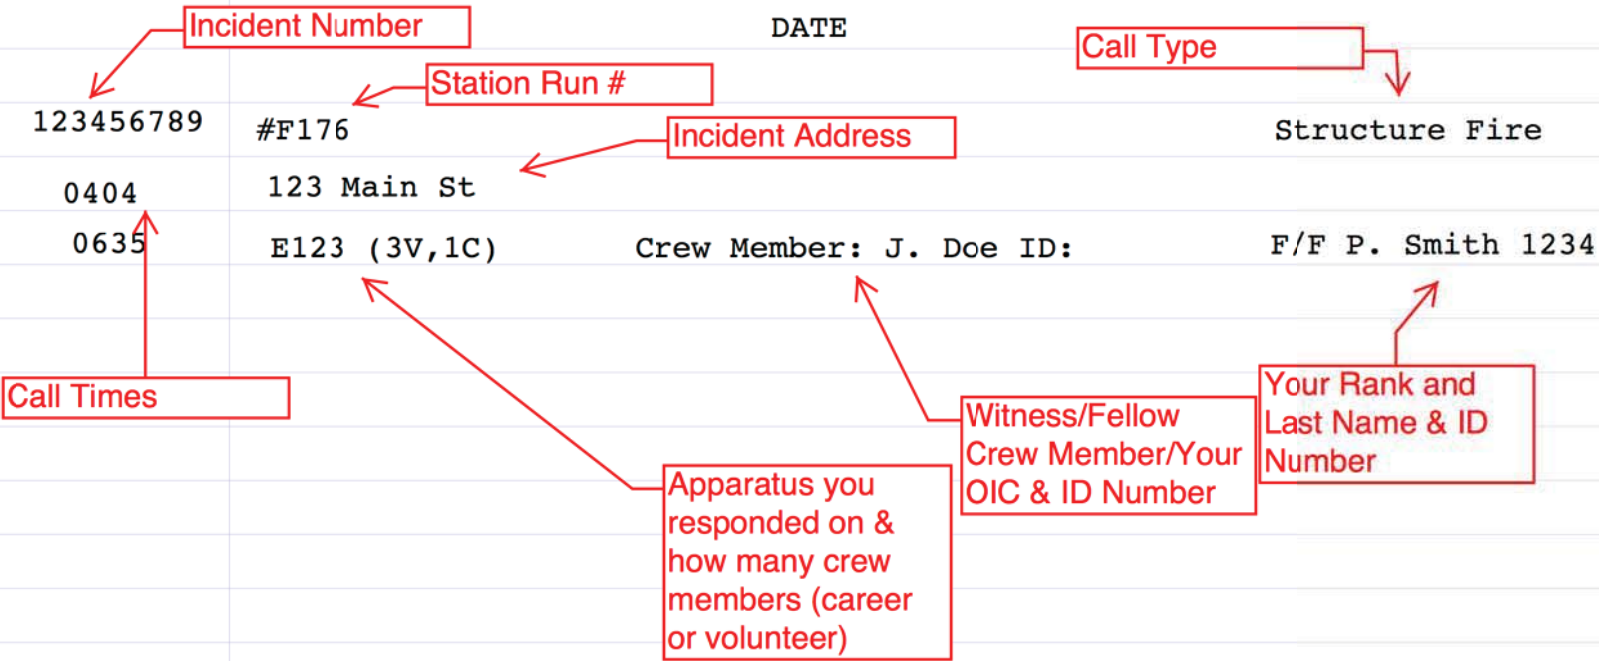 Incident Number
DATE
Call Type
Station Run #
123456789
#F176
Incident Address
Structure Fire
0404
123 Main St
0635
E123 (3V,1C)
Crew Member: J. Doe ID:
F/F P. Smith 1234
Call Times
Your Rank and
Last Name & ID
Number
Witness/Fellow
Crew Member/Your
OIC & ID Number
Apparatus you
responded on &
how many crew
members (career
or volunteer)